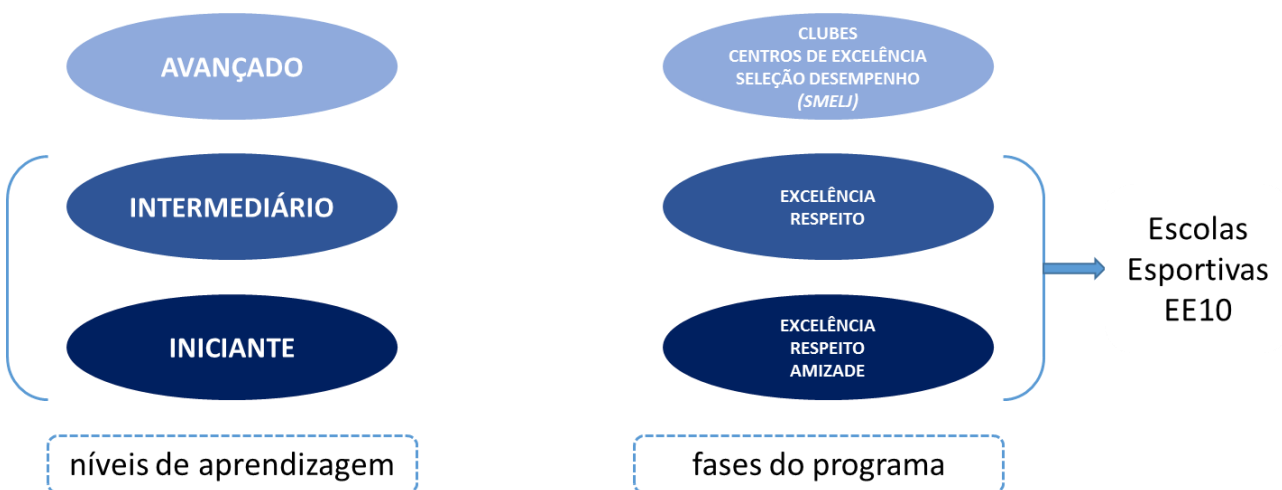 AVANÇADO
CLUBES
CENTROS DE EXCELÊNCIA
SELEÇÃO DESEMPENHO
(SMELJ)
INTERMEDIÁRIO
EXCELÊNCIA
RESPEITO
INICIANTE
EXCELÊNCIA
RESPEITO
AMIZADE
Escolas
Esportivas
EE10
níveis de aprendizagem
fases do programa